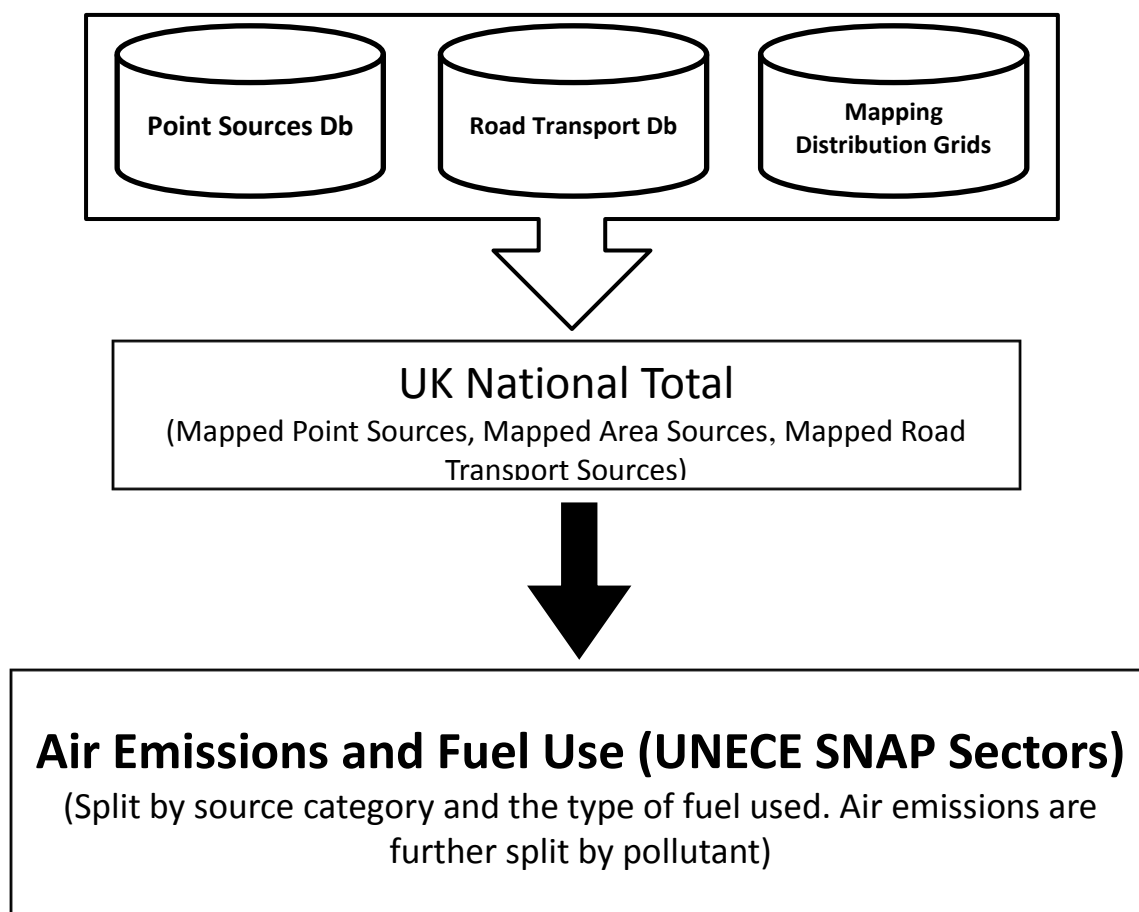 Point Sources Db
Road Transport Db
Mapping
Distribution Grids
UK National Total
(Mapped Point Sources, Mapped Area Sources, Mapped Road
Transport Sources)
Air Emissions and Fuel Use (UNECE SNAP Sectors)
(Split by source category and the type of fuel used. Air emissions are
further split by pollutant)